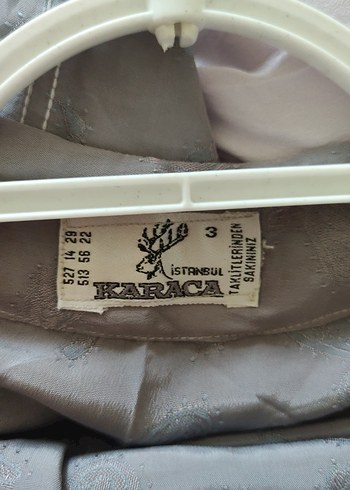 527 14 29
513 56 22
3
İSTANBUL
KARACA
TAKLİTLERİNDEN
SAKININIZ